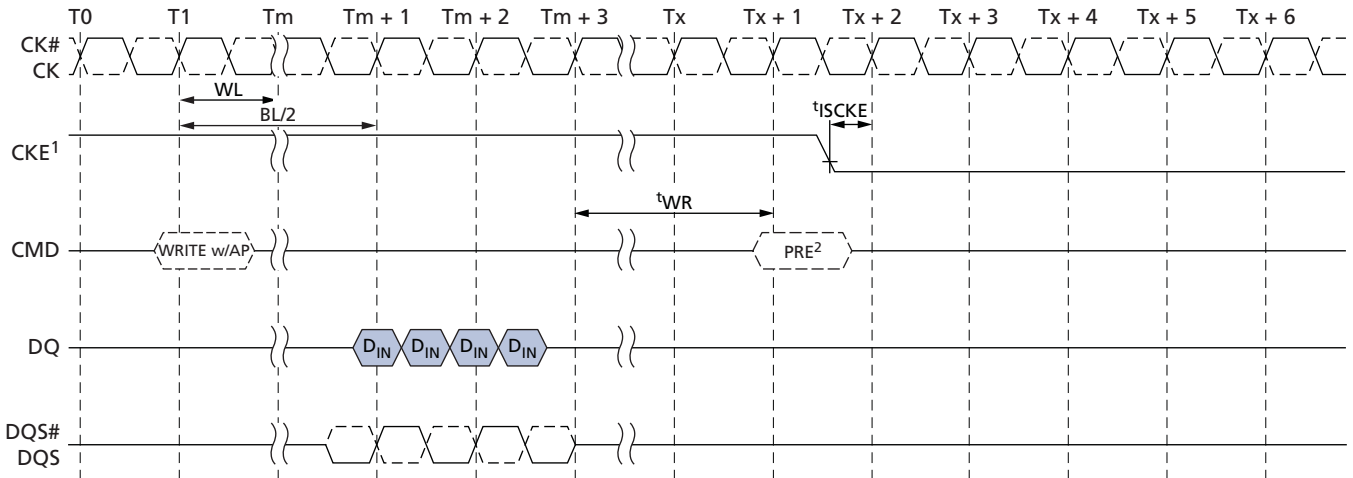 T0 T1 Tm Tm + 1 Tm + 2 Tm + 3 Tx Tx + 1 Tx + 2 Tx + 3 Tx + 4 Tx + 5 Tx + 6
CK#
CK
WL
BL/2
tISCKE
CKE1
tWR
CMD WRITE w/AP PRE2
DQ DIN DIN DIN DIN
DQS#
DQS